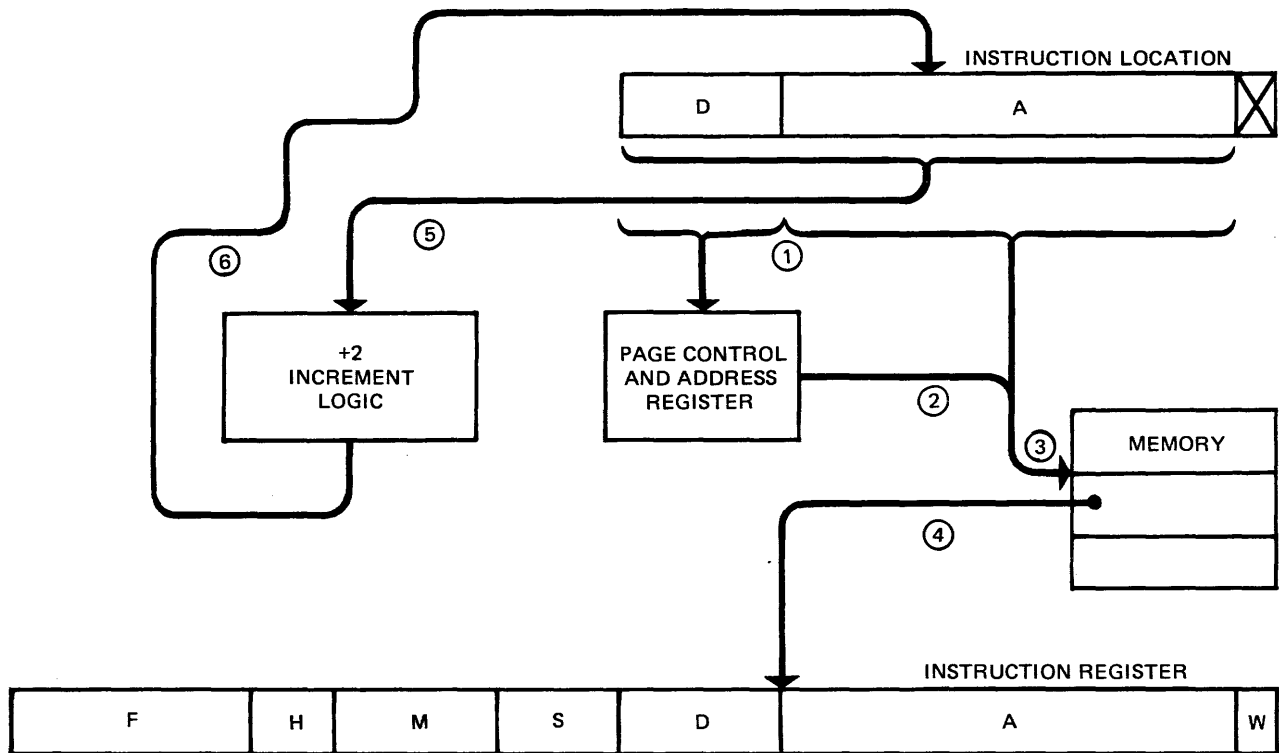 INSTRUCTION LOCATION
D A
1
5
6
+2
INCREMENT
LOGIC
PAGE CONTROL
AND ADDRESS
REGISTER
2
3
MEMORY
4
INSTRUCTION REGISTER
F H M S D A W